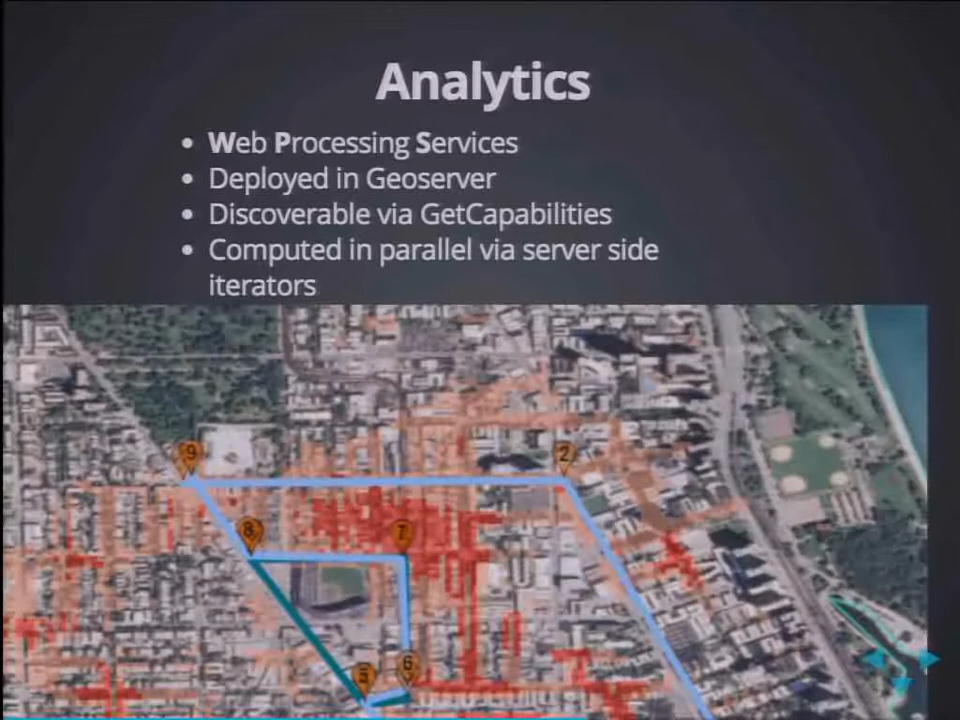 Analytics
• Web Processing Services
• Deployed in Geoserver
• Discoverable via GetCapabilities
• Computed in parallel via server side
iterators
9
2
8
7
6
5